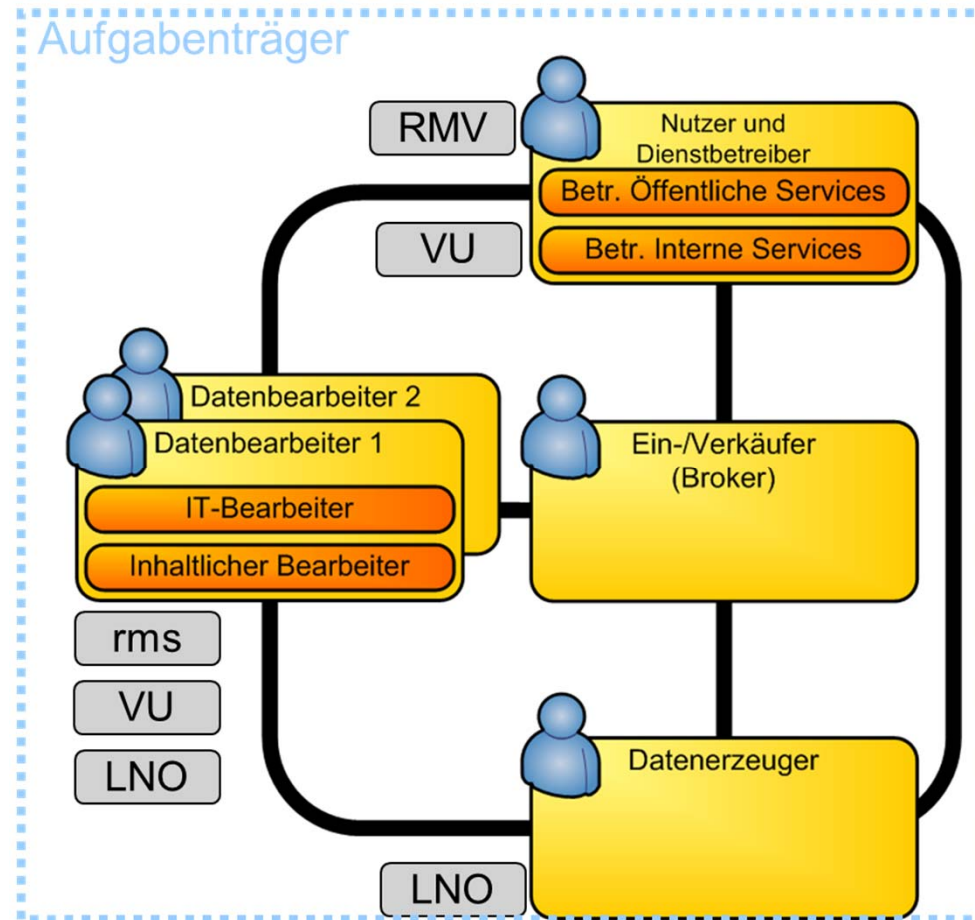 Aufgabenträger
RMV
Nutzer und
Dienstbetreiber
Betr. Öffentliche Services
VU
Betr. Interne Services
Datenbearbeiter 2
Datenbearbeiter 1
IT-Bearbeiter
Inhaltlicher Bearbeiter
Ein-/Verkäufer
(Broker)
rms
VU
LNO
Datenerzeuger
LNO